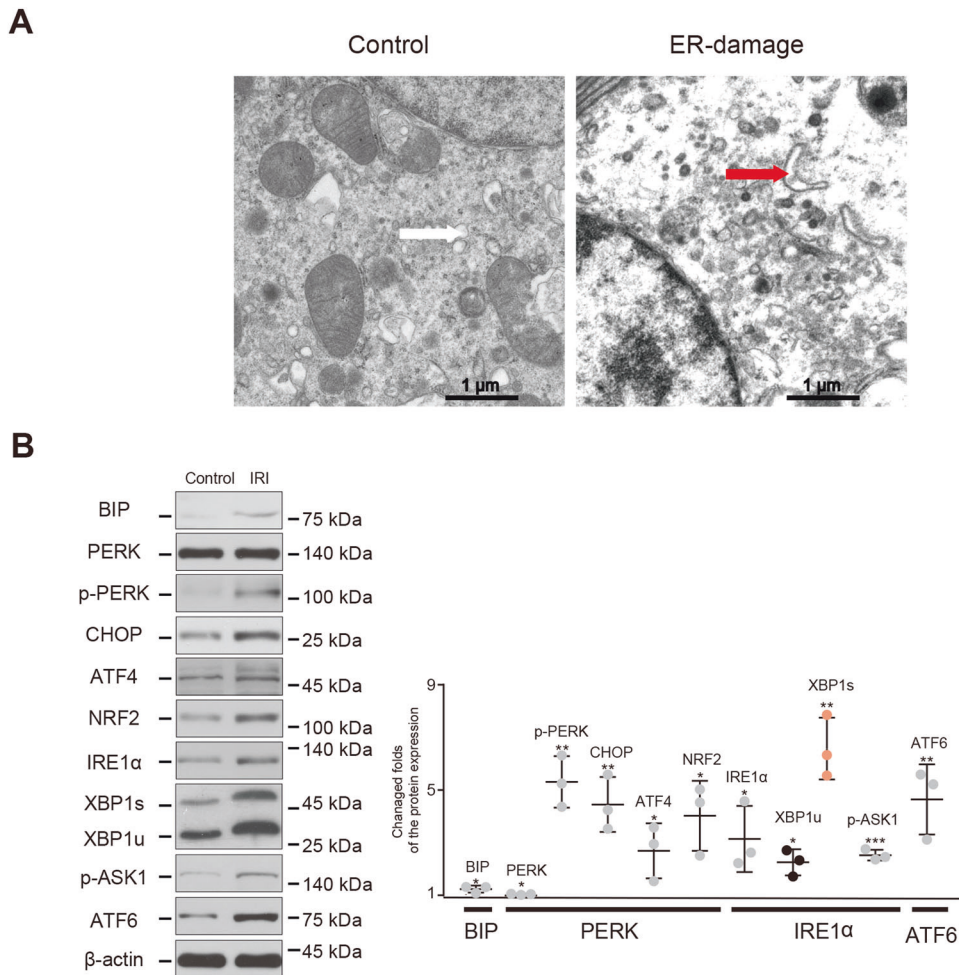 A
Control
ER-damage
1 μm
1 μm
B
Control IRI
BIP
75 kDa
PERK
140 kDa
p-PERK
100 kDa
CHOP
25 kDa
ATF4
45 kDa
NRF2
100 kDa
IRE1α
140 kDa
XBP1s
45 kDa
XBP1u
25 kDa
p-ASK1
140 kDa
ATF6
75 kDa
β-actin
45 kDa
Chanaged folds
of the protein expression
9
5
1
BIP
*
PERK
*
p-PERK
**
CHOP
**
ATF4
*
NRF2
*
IRE1α
*
XBP1u
*
XBP1s
**
p-ASK1
***
ATF6
**
BIP
PERK
IRE1α
ATF6